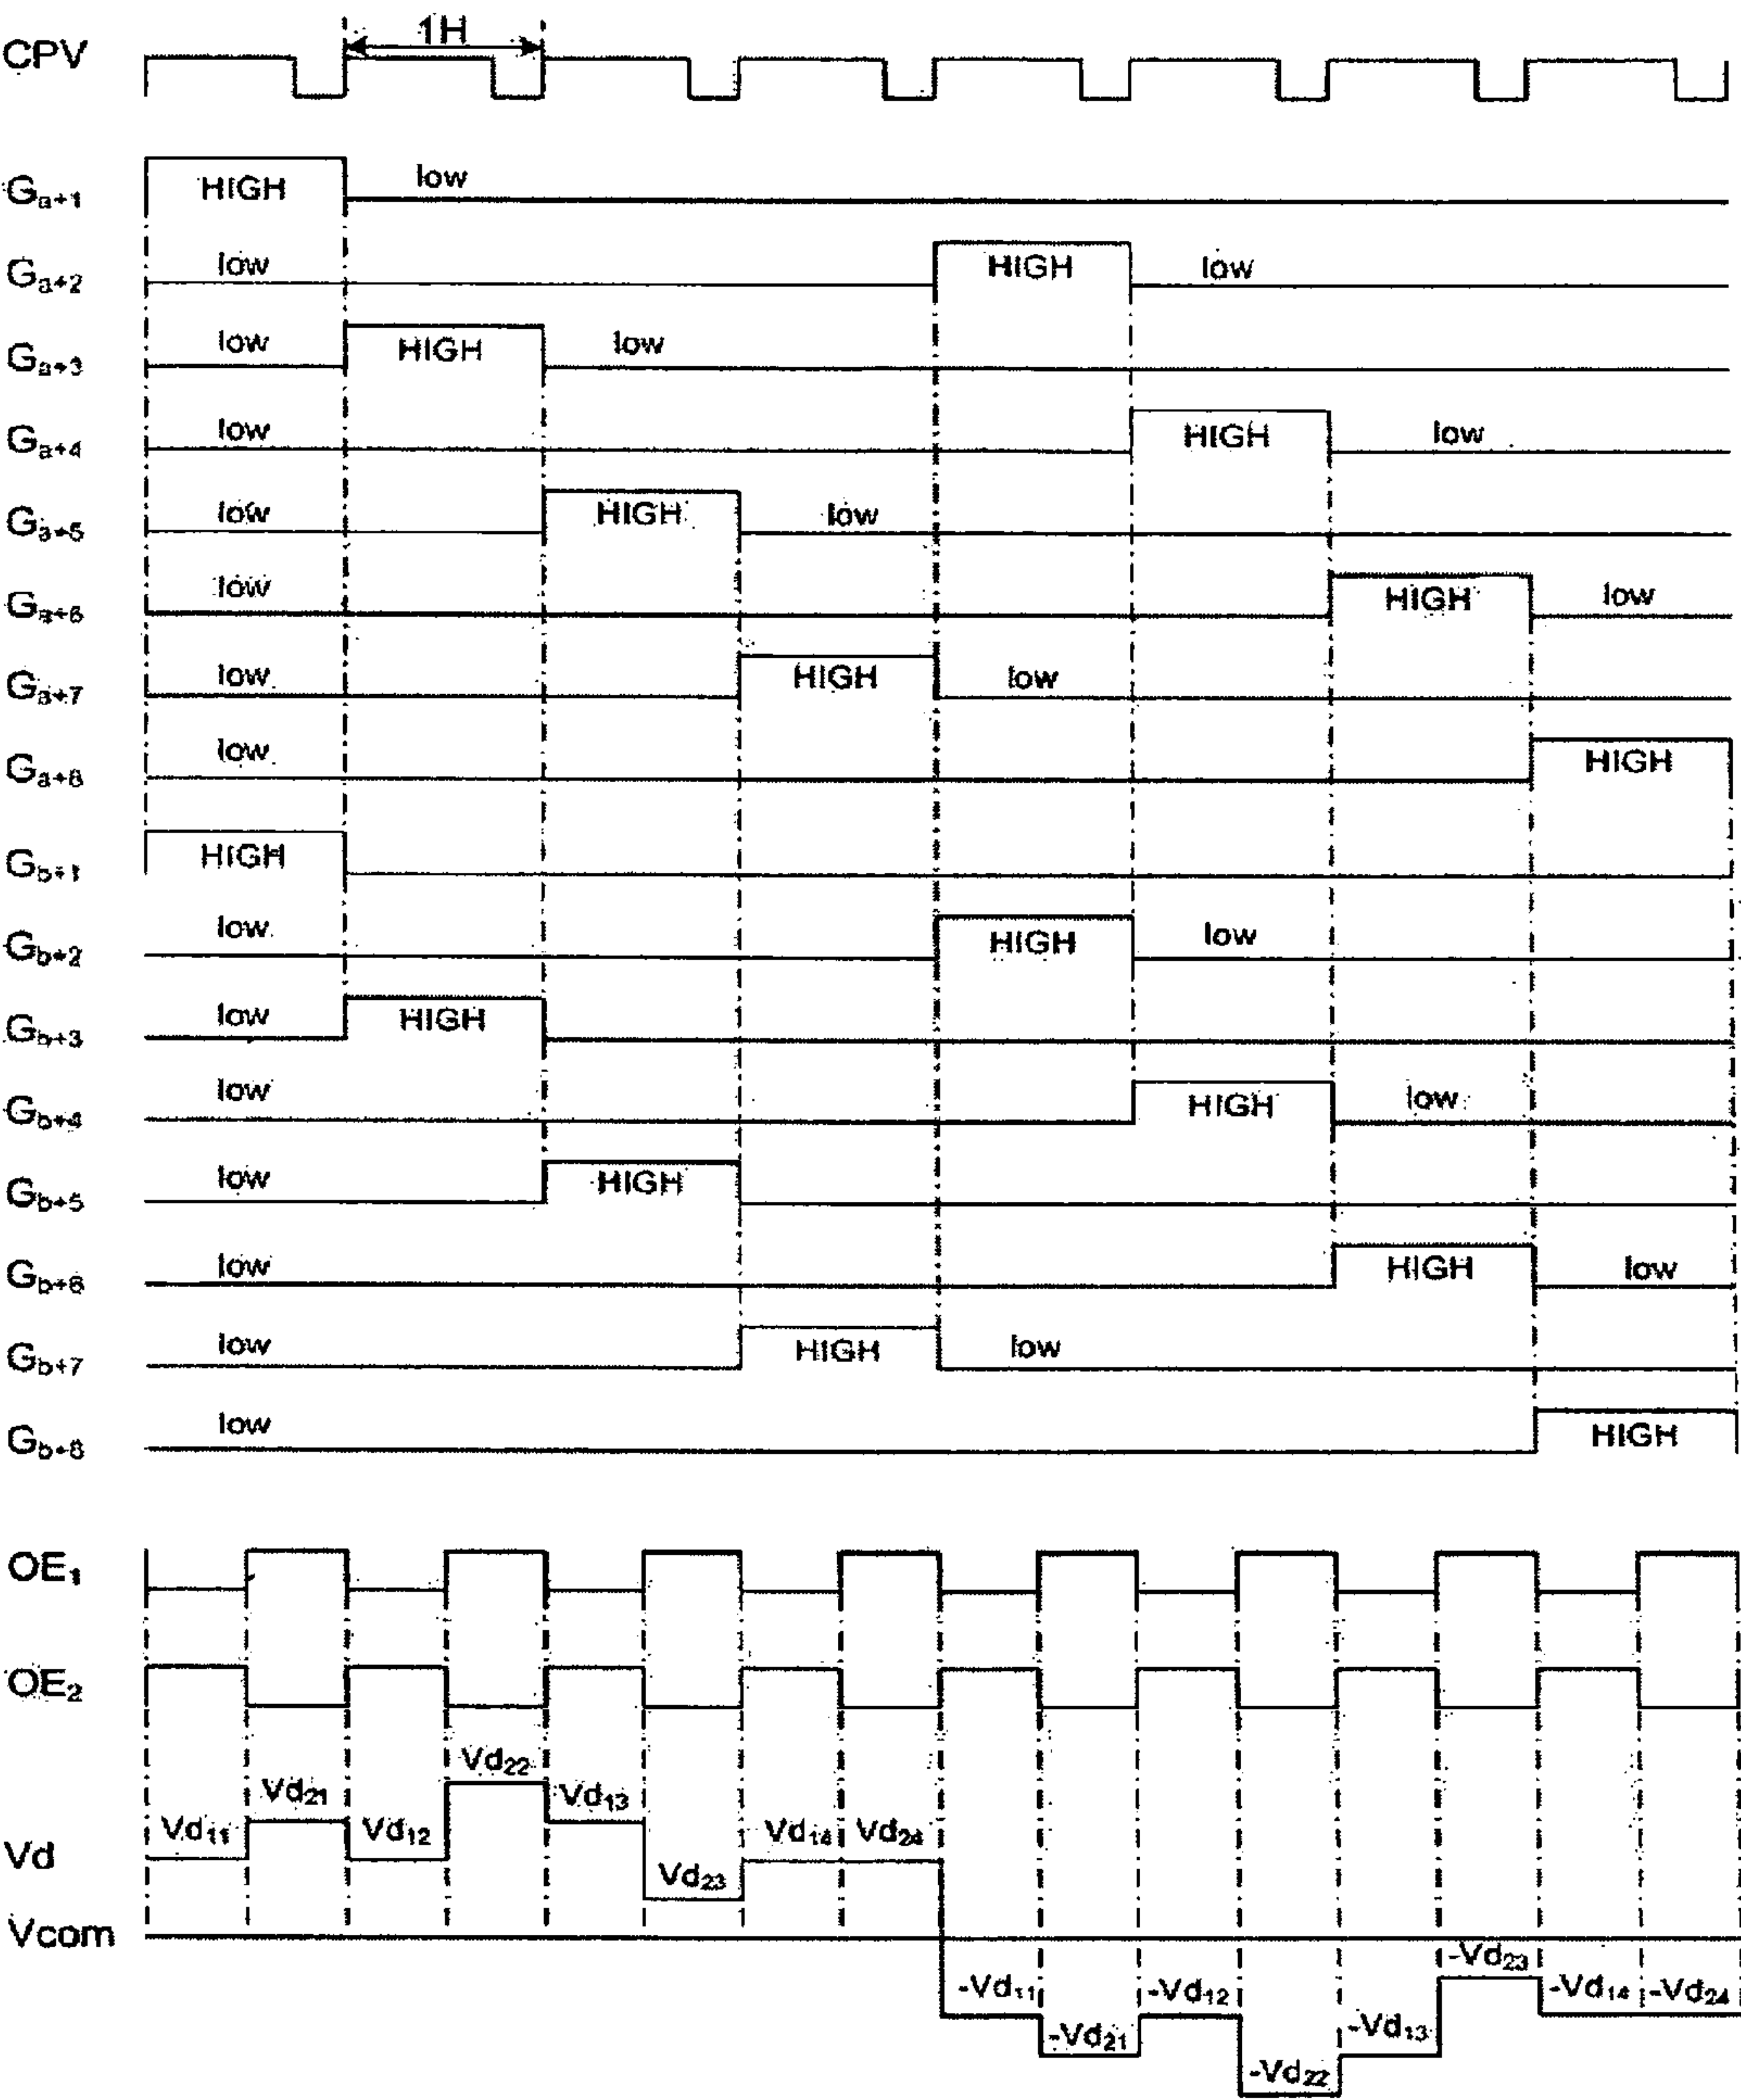 1H
CPV
Ga+1 HIGH low
Ga+2 low HIGH low
Ga+3 low HIGH low
Ga+4 low HIGH low
Ga+5 low HIGH low
Ga+6 low HIGH low
Ga+7 low HIGH low
Ga+8 low HIGH
Gb+1 HIGH
Gb+2 low HIGH low
Gb+3 low HIGH
Gb+4 low HIGH low
Gb+5 low HIGH
Gb+6 low HIGH low
Gb+7 low HIGH low
Gb+8 low HIGH
OE1
OE2
Vd Vd11 Vd21 Vd12 Vd22 Vd13 Vd23 Vd14 Vd24
Vcom
-Vd11 -Vd21 -Vd12 -Vd22 -Vd13 -Vd23 -Vd14 -Vd24